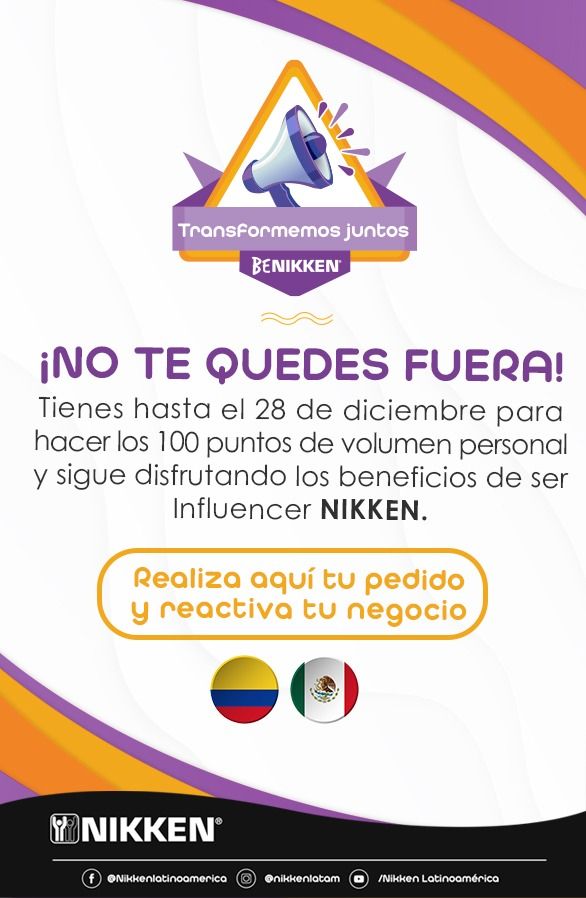 Transformemos juntos
BENIKKEN®
¡NO TE QUEDES FUERA!
Tienes hasta el 28 de diciembre para
hacer los 100 puntos de volumen personal
y sigue disfrutando los beneficios de ser
Influencer NIKKEN.
Realiza aquí tu pedido
y reactiva tu negocio
NIKKEN®
@Nikkenlatinoamerica @nikkenlatam /Nikken Latinoamérica